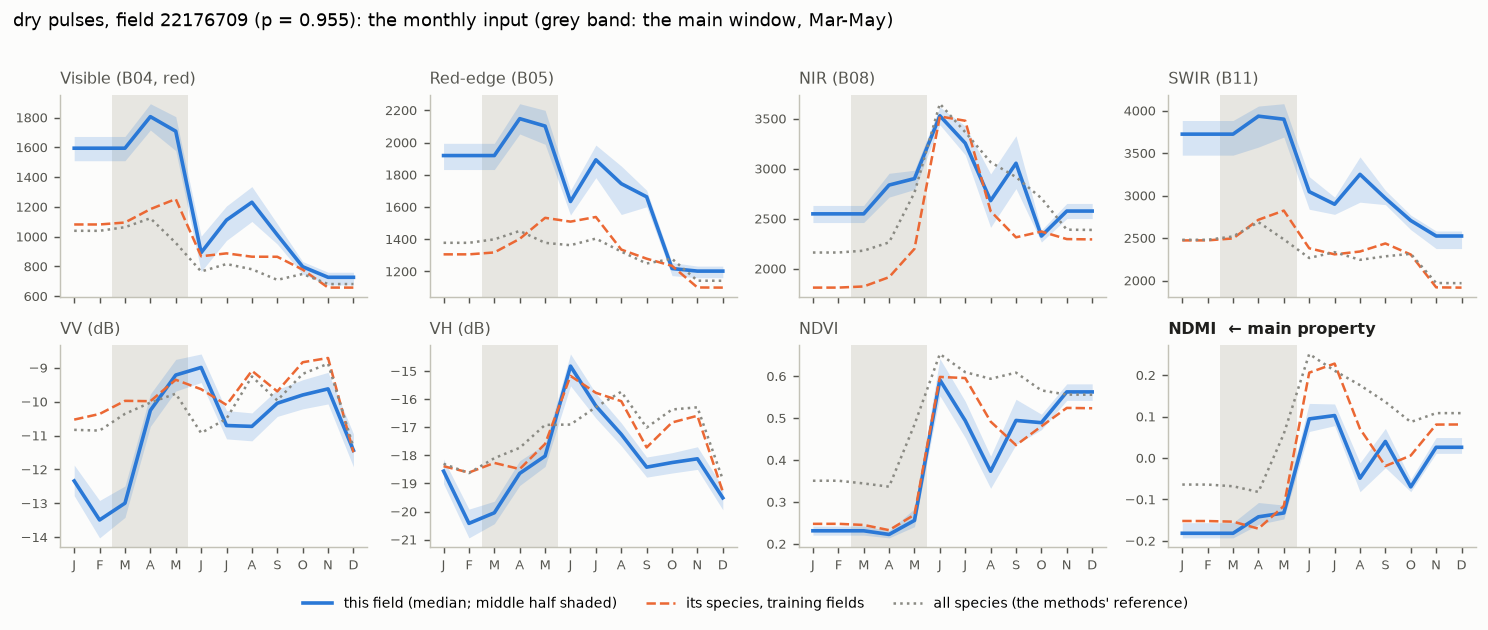 dry pulses, field 22176709 (p = 0.955): the monthly input (grey band: the main window, Mar-May)
Visible (B04, red)
Red-edge (B05)
NIR (B08)
SWIR (B11)
1800
1600
1400
1200
1000
800
600
2200
2000
1800
1600
1400
1200
3500
3000
2500
2000
4000
3500
3000
2500
2000
VV (dB)
VH (dB)
NDVI
NDMI ← main property
−9
−10
−11
−12
−13
−14
−15
−16
−17
−18
−19
−20
−21
0.6
0.5
0.4
0.3
0.2
0.2
0.1
0.0
−0.1
−0.2
J F M A M J J A S O N D
J F M A M J J A S O N D
J F M A M J J A S O N D
J F M A M J J A S O N D
this field (median; middle half shaded)
its species, training fields
all species (the methods' reference)